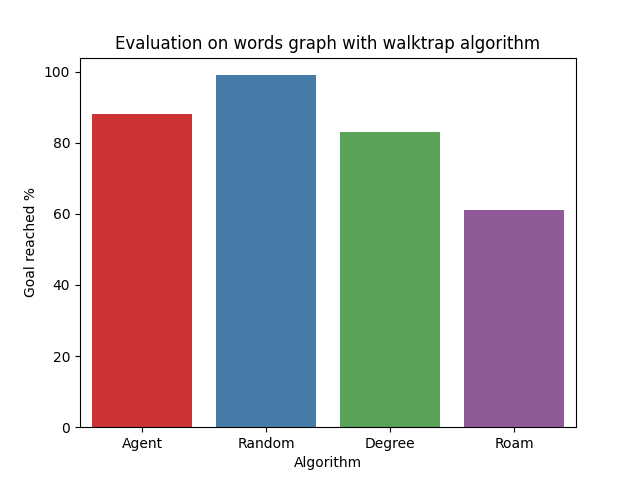 Evaluation on words graph with walktrap algorithm
100
80
60
40
20
0
Goal reached %
Agent Random Degree Roam
Algorithm